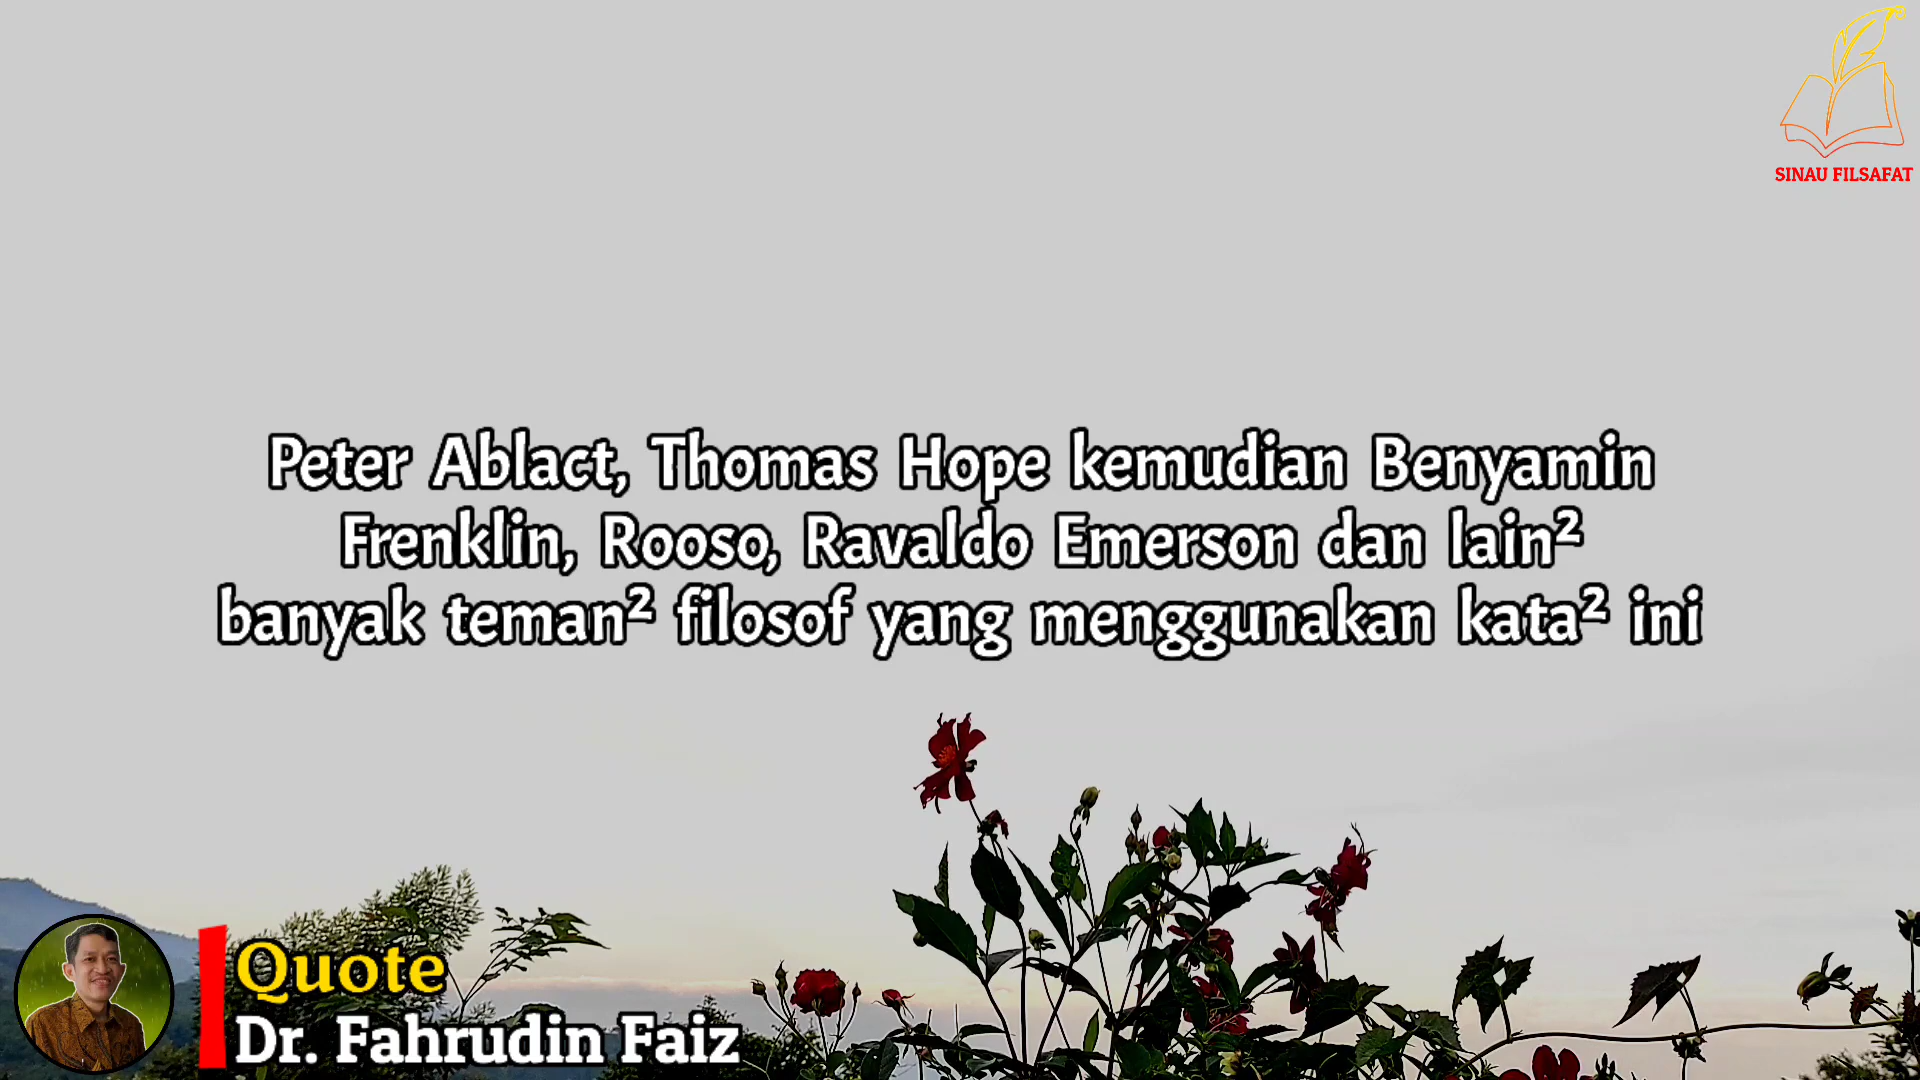 SINAU FILSAFAT
Peter Ablact, Thomas Hope kemudian Benyamin
Frenklin, Rooso, Ravaldo Emerson dan lain²
banyak teman² filosof yang menggunakan kata² ini
Quote
Dr. Fahrudin Faiz